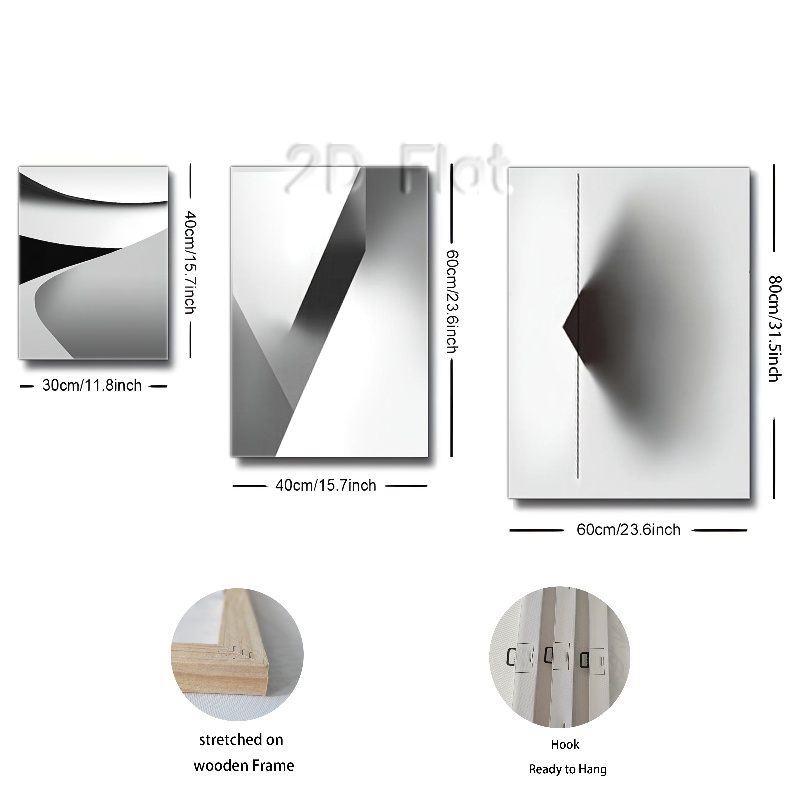 2D Flat
40cm/15.7inch
30cm/11.8inch
60cm/23.6inch
40cm/15.7inch
80cm/31.5inch
60cm/23.6inch
stretched on
wooden Frame
Hook
Ready to Hang